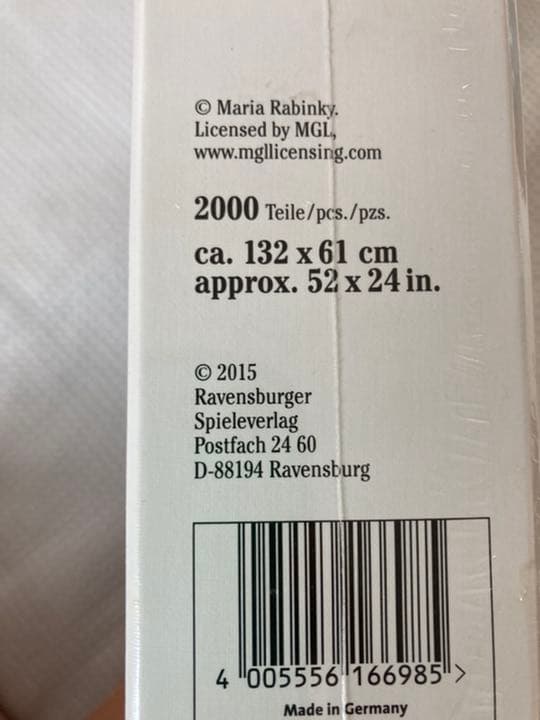 © Maria Rabinky.
Licensed by MGL,
www.mgllicensing.com
2000 Teile/pcs./pzs.
ca. 132 x 61 cm
approx. 52 x 24 in.
© 2015
Ravensburger
Spieleverlag
Postfach 24 60
D-88194 Ravensburg
4 005556 166985 >
Made in Germany